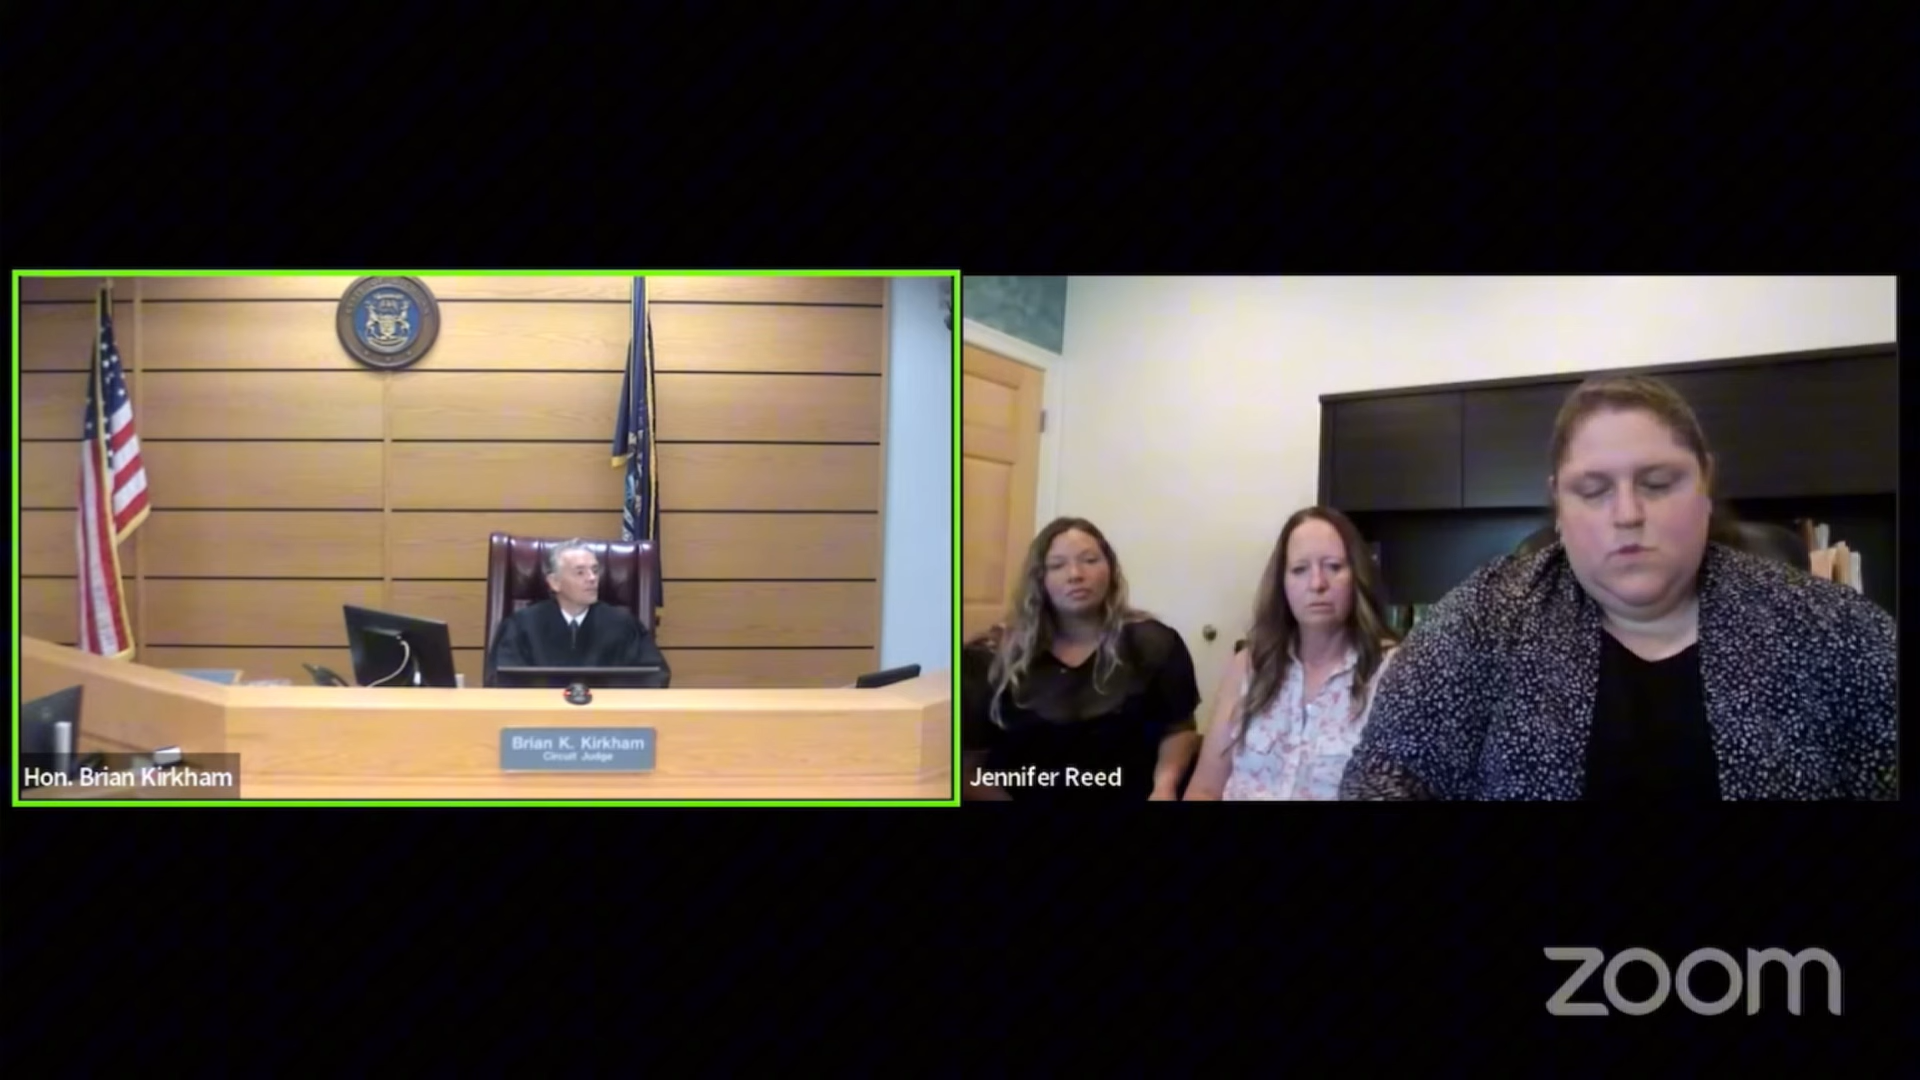 Brian K. Kirkham
Circuit Judge
Hon. Brian Kirkham
Jennifer Reed
zoom